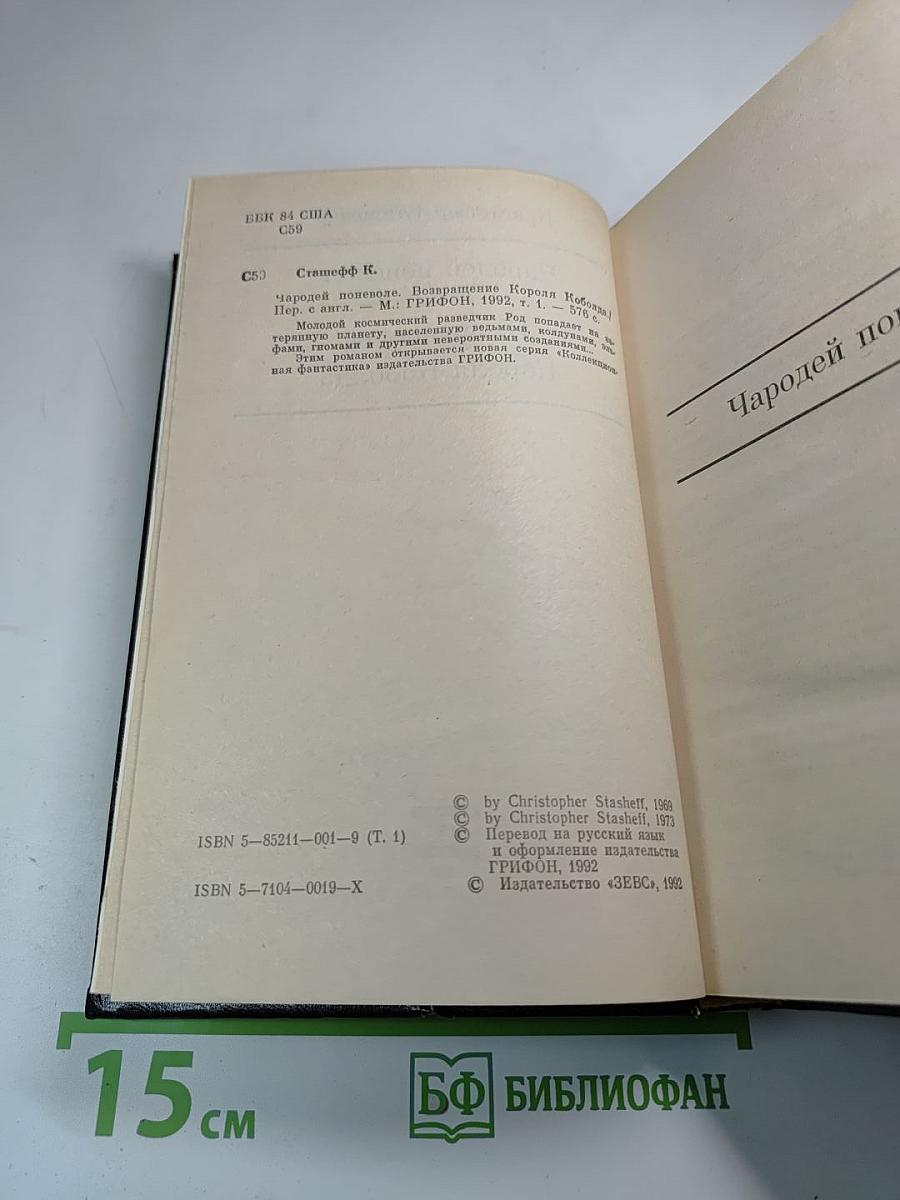 ББК 84 США
С59
С59 Сташефф К.
Чародей поневоле. Возвращение Короля Кобольда/
Пер. с англ. — М.: ГРИФОН, 1992, т. 1. — 576 с.
Молодой космический разведчик Род попадает на за-
терянную планету, населенную ведьмами, колдунами, эль-
фами, гномами и другими невероятными созданиями...
Этим романом открывается новая серия «Коллекцион-
ная фантастика» издательства ГРИФОН.
ISBN 5—85211—001—9 (Т. 1)
ISBN 5—7104—0019—X
© by Christopher Stasheff, 1969
© by Christopher Stasheff, 1973
© Перевод на русский язык
и оформление издательства
ГРИФОН, 1992
© Издательство «ЗЕВС», 1992
Чародей пон
15 см
БФ БИБЛИОФАН